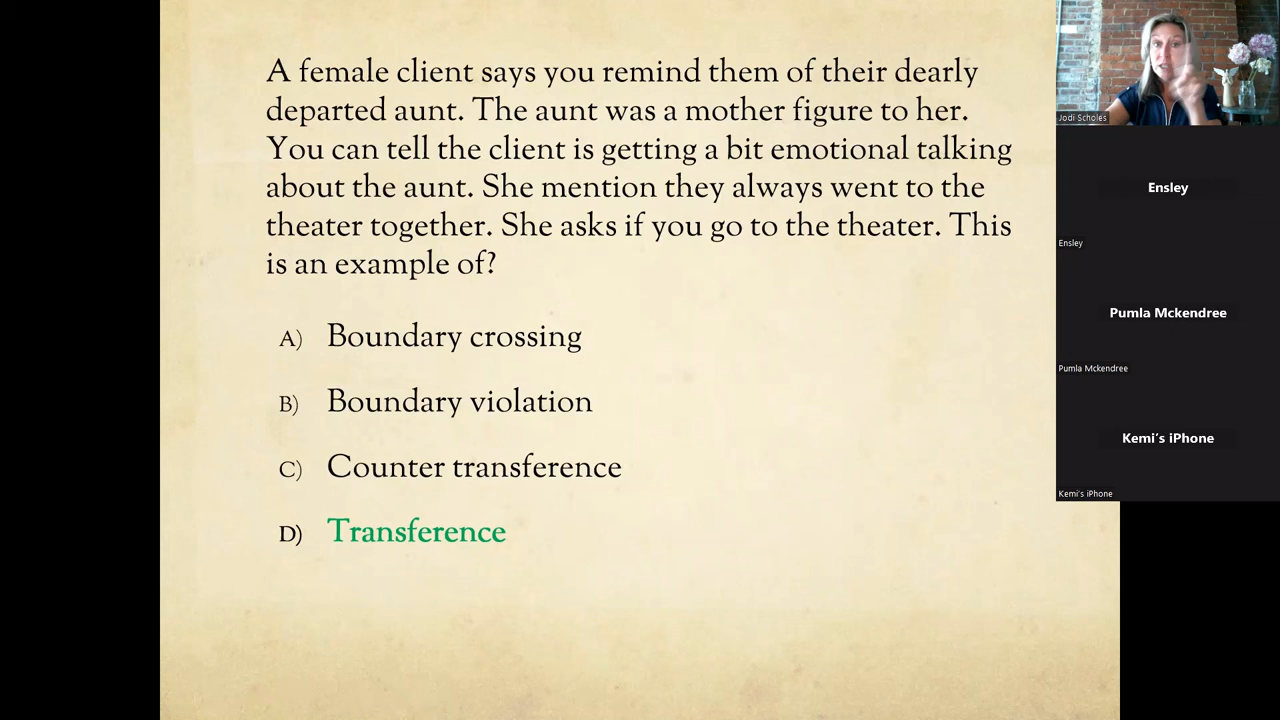 A female client says you remind them of their dearly
departed aunt. The aunt was a mother figure to her.
You can tell the client is getting a bit emotional talking
about the aunt. She mention they always went to the
theater together. She asks if you go to the theater. This
is an example of?
A) Boundary crossing
B) Boundary violation
C) Counter transference
D) Transference
Jodi Scholes
Ensley
Ensley
Pumla Mckendree
Pumla Mckendree
Kemi's iPhone
Kemi's iPhone